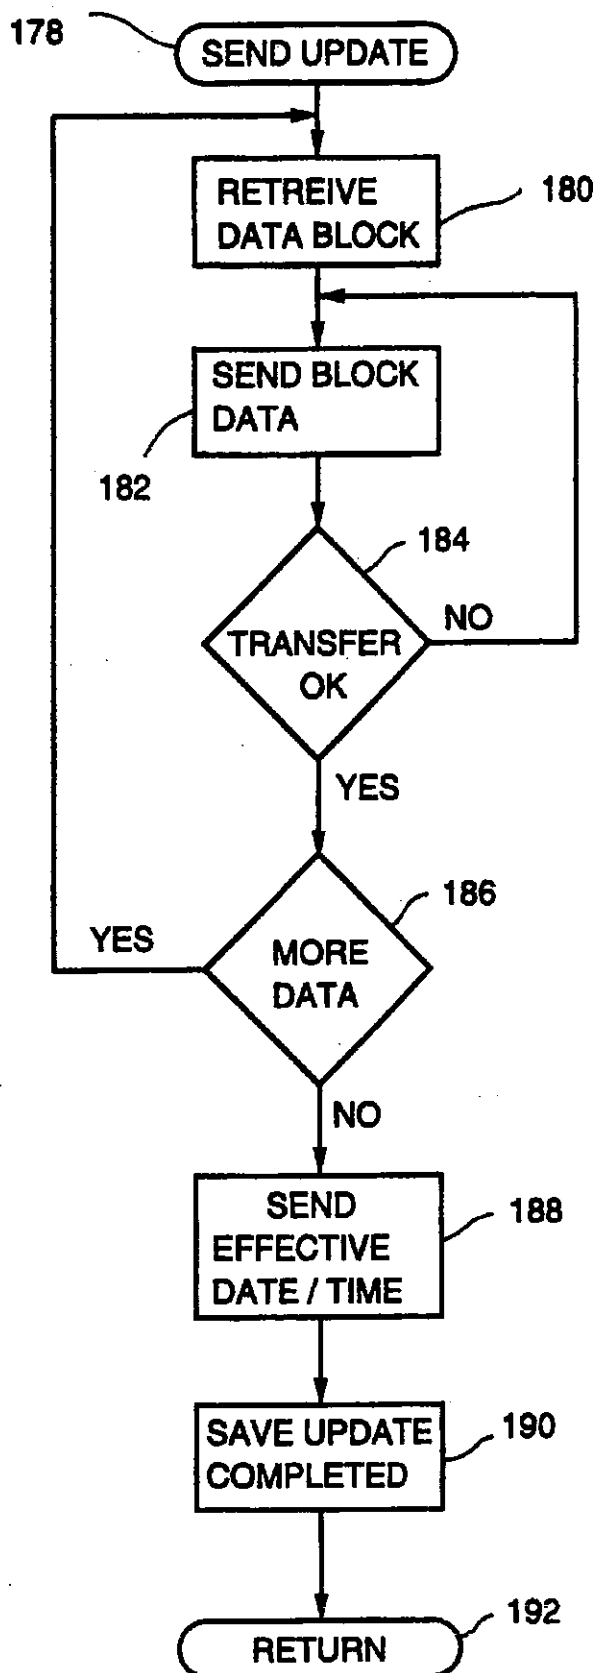 178
SEND UPDATE
RETREIVE
DATA BLOCK
180
SEND BLOCK
DATA
182
184
TRANSFER
OK
NO
YES
186
MORE
DATA
YES
NO
SEND
EFFECTIVE
DATE / TIME
188
SAVE UPDATE
COMPLETED
190
192
RETURN